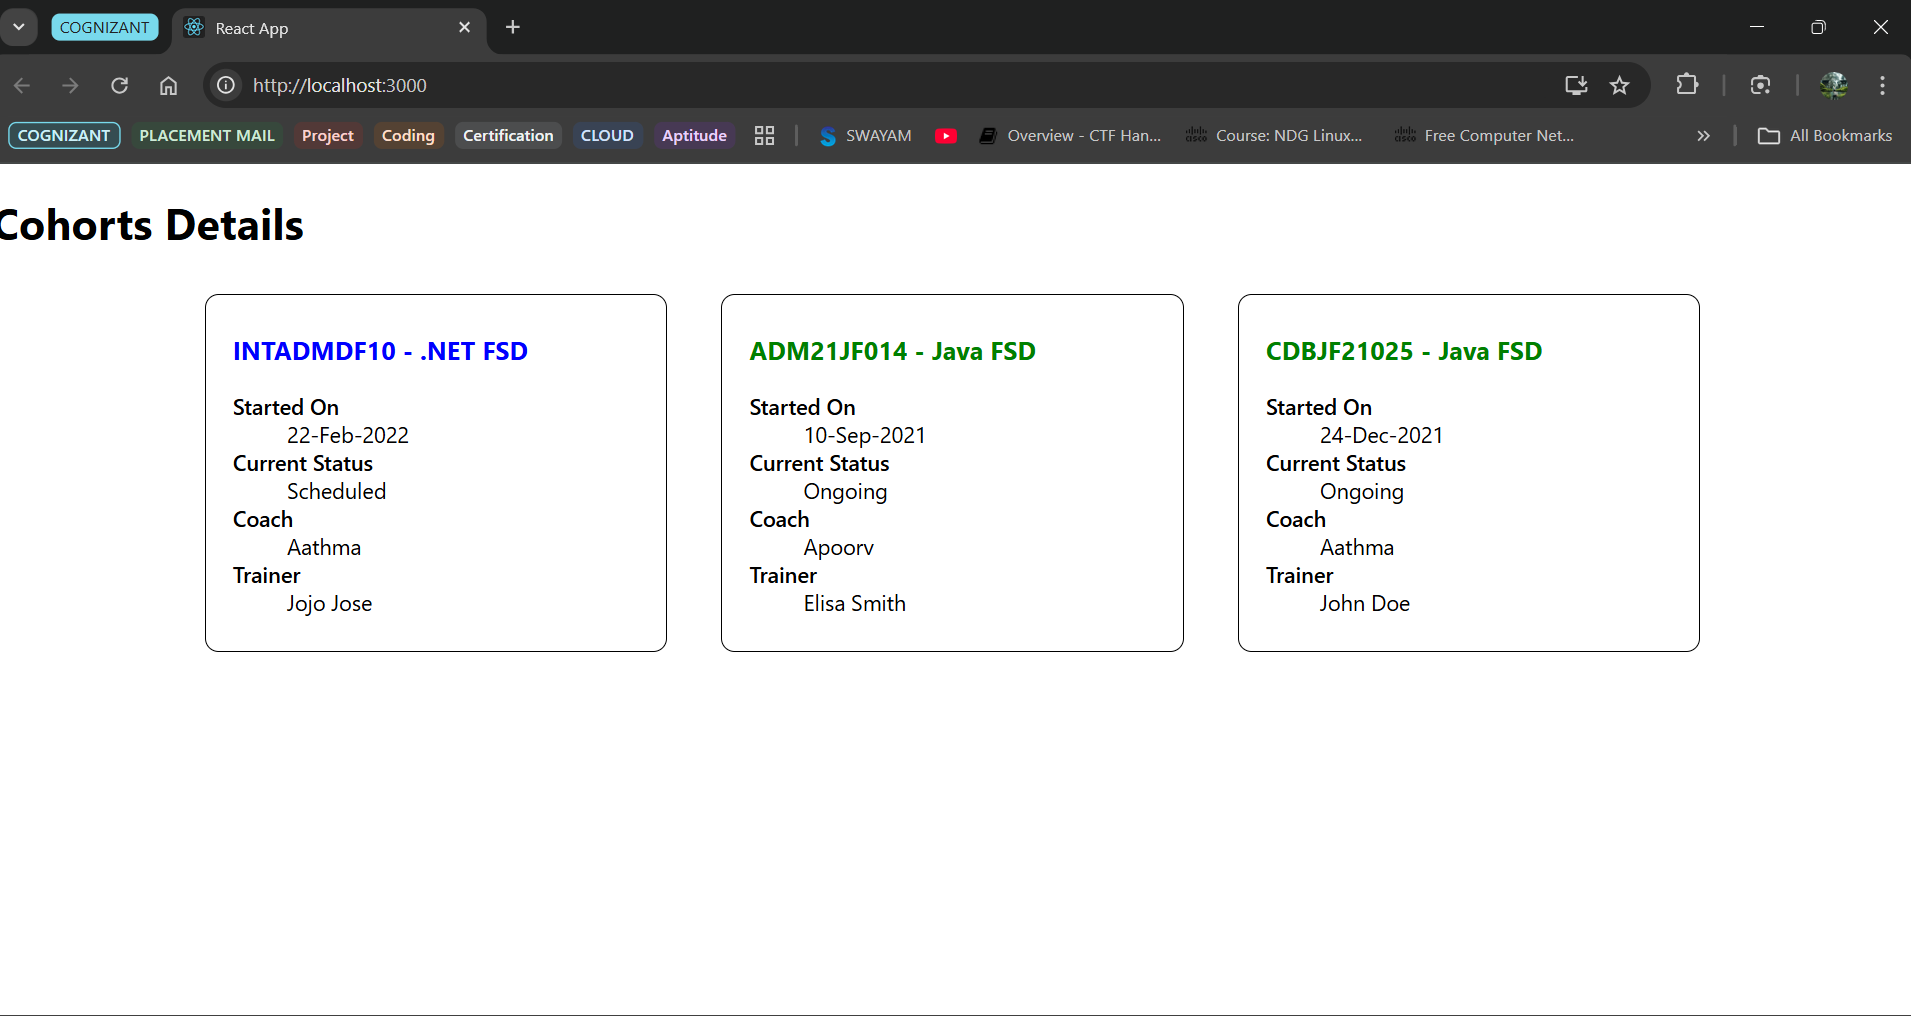 COGNIZANT React App
http://localhost:3000
COGNIZANT PLACEMENT MAIL Project Coding Certification CLOUD Aptitude SWAYAM Overview - CTF Han... Course: NDG Linux... Free Computer Net... » All Bookmarks
Cohorts Details
INTADMDF10 - .NET FSD
Started On
22-Feb-2022
Current Status
Scheduled
Coach
Aathma
Trainer
Jojo Jose
ADM21JF014 - Java FSD
Started On
10-Sep-2021
Current Status
Ongoing
Coach
Apoorv
Trainer
Elisa Smith
CDBJF21025 - Java FSD
Started On
24-Dec-2021
Current Status
Ongoing
Coach
Aathma
Trainer
John Doe